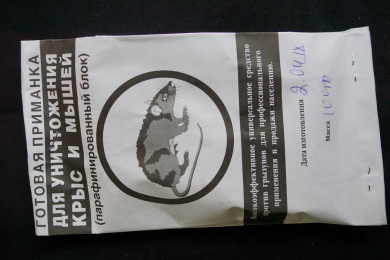 ГОТОВАЯ ПРИМАНКА
ДЛЯ УНИЧТОЖЕНИЯ
КРЫС И МЫШЕЙ
(парафинированный блок)
Высокоэффективное универсальное средство
против грызунов для профессионального
применения и продажи населению.
Дата изготовления
Масса